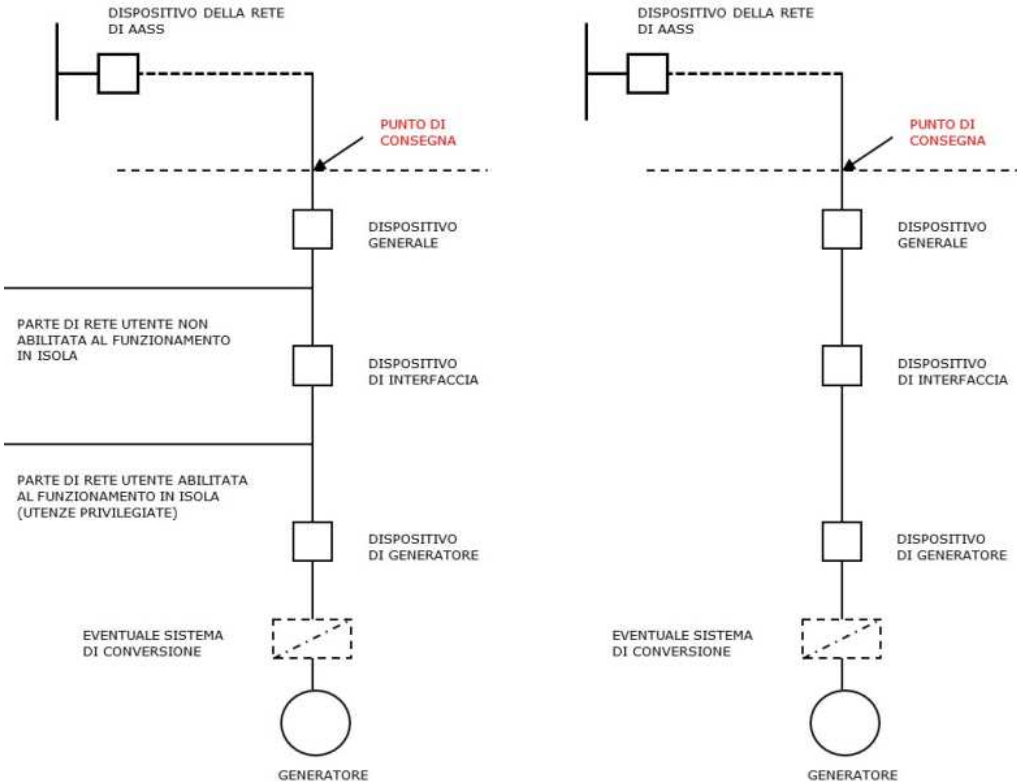 DISPOSITIVO DELLA RETE
DI AASS
PUNTO DI
CONSEGNA
DISPOSITIVO
GENERALE
PARTE DI RETE UTENTE NON
ABILITATA AL FUNZIONAMENTO
IN ISOLA
DISPOSITIVO
DI INTERFACCIA
PARTE DI RETE UTENTE ABILITATA
AL FUNZIONAMENTO IN ISOLA
(UTENZE PRIVILEGIATE)
DISPOSITIVO
DI GENERATORE
EVENTUALE SISTEMA
DI CONVERSIONE
GENERATORE
DISPOSITIVO DELLA RETE
DI AASS
PUNTO DI
CONSEGNA
DISPOSITIVO
GENERALE
DISPOSITIVO
DI INTERFACCIA
DISPOSITIVO
DI GENERATORE
EVENTUALE SISTEMA
DI CONVERSIONE
GENERATORE